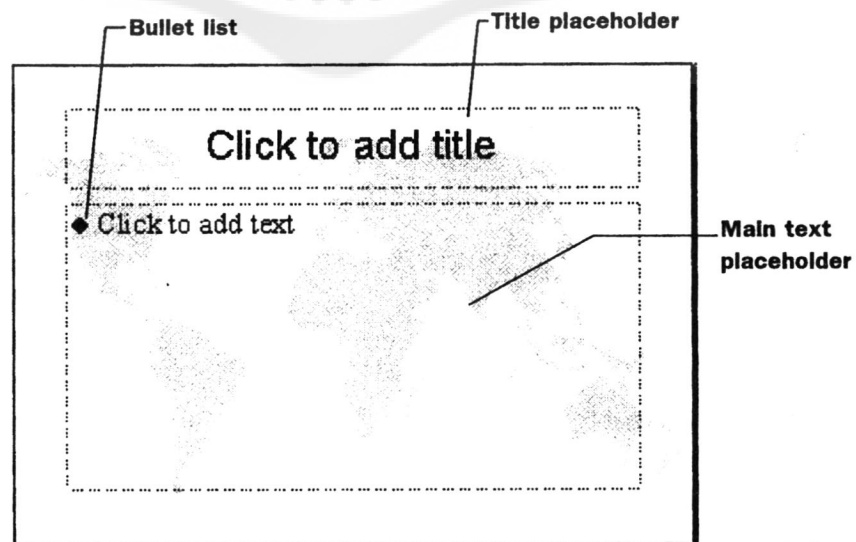 Bullet list
Title placeholder
Click to add title
Click to add text
Main text
placeholder